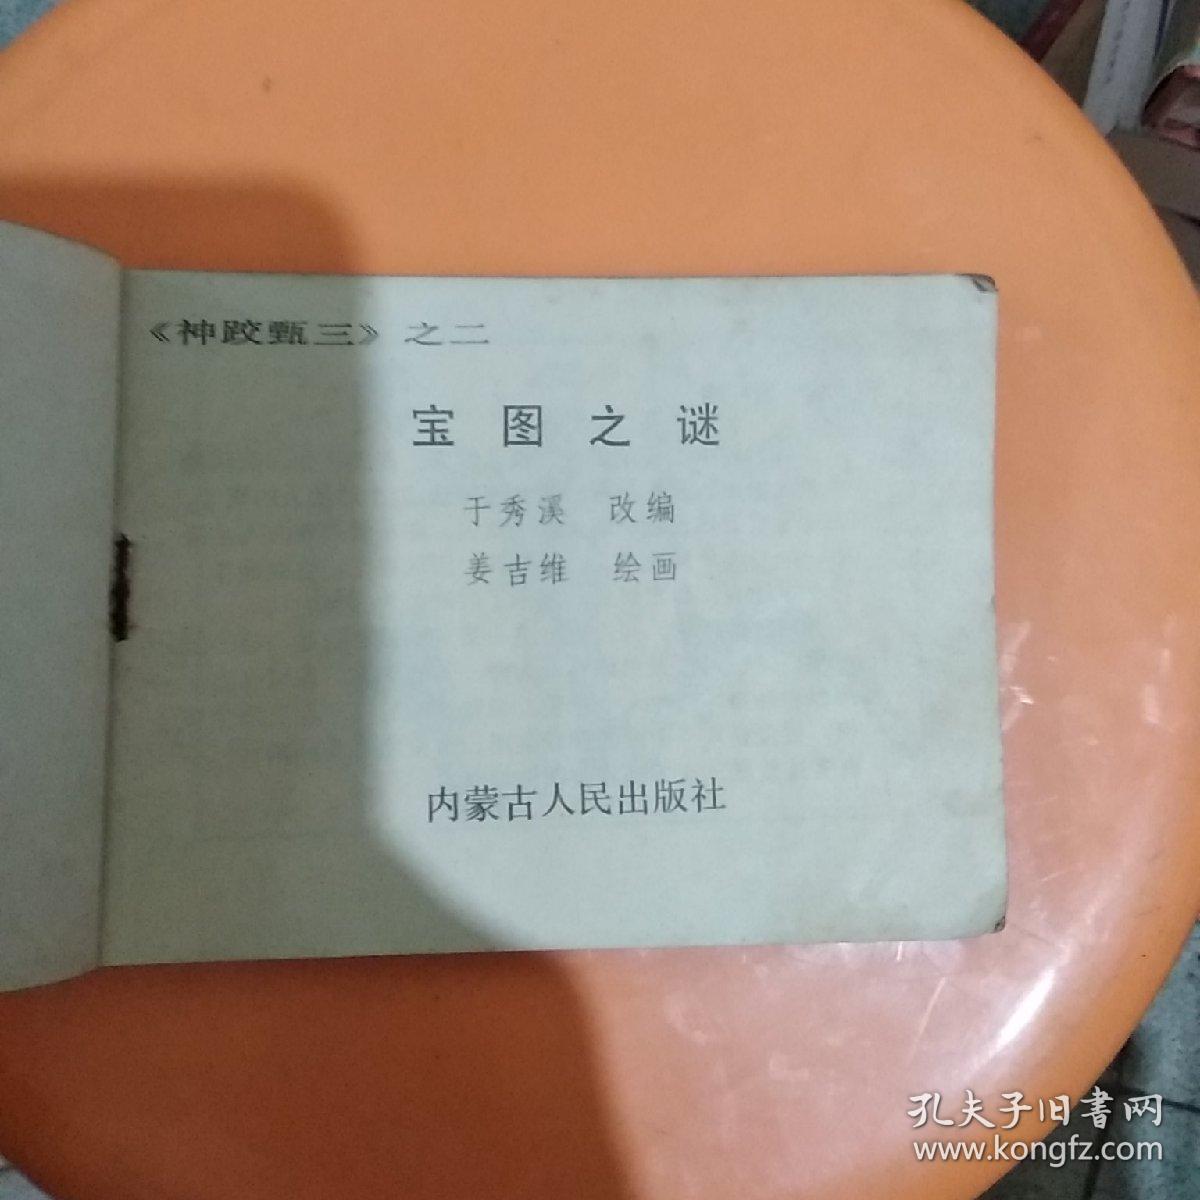 《神跤甄三》之二
宝图之谜
于秀溪 改编
姜吉维 绘画
内蒙古人民出版社
孔夫子旧书网
www.kongfz.com